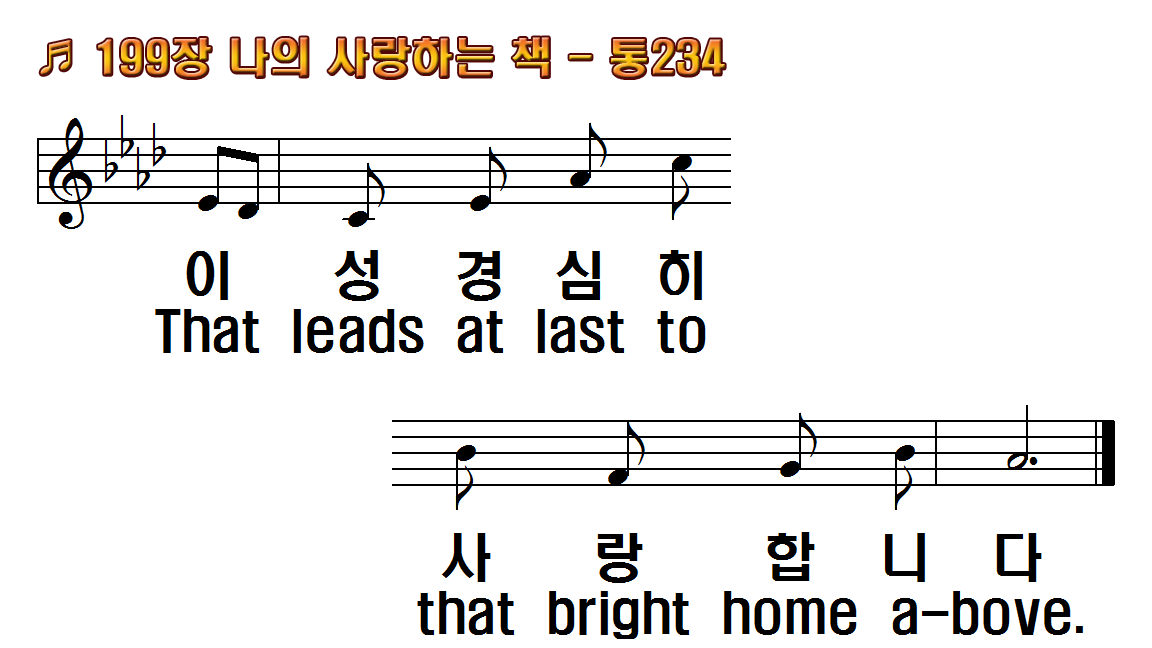 ♬ 199장 나의 사랑하는 책 - 통234
이 성 경 심 히
That leads at last to
사 랑 합 니 다
that bright home a-bove.